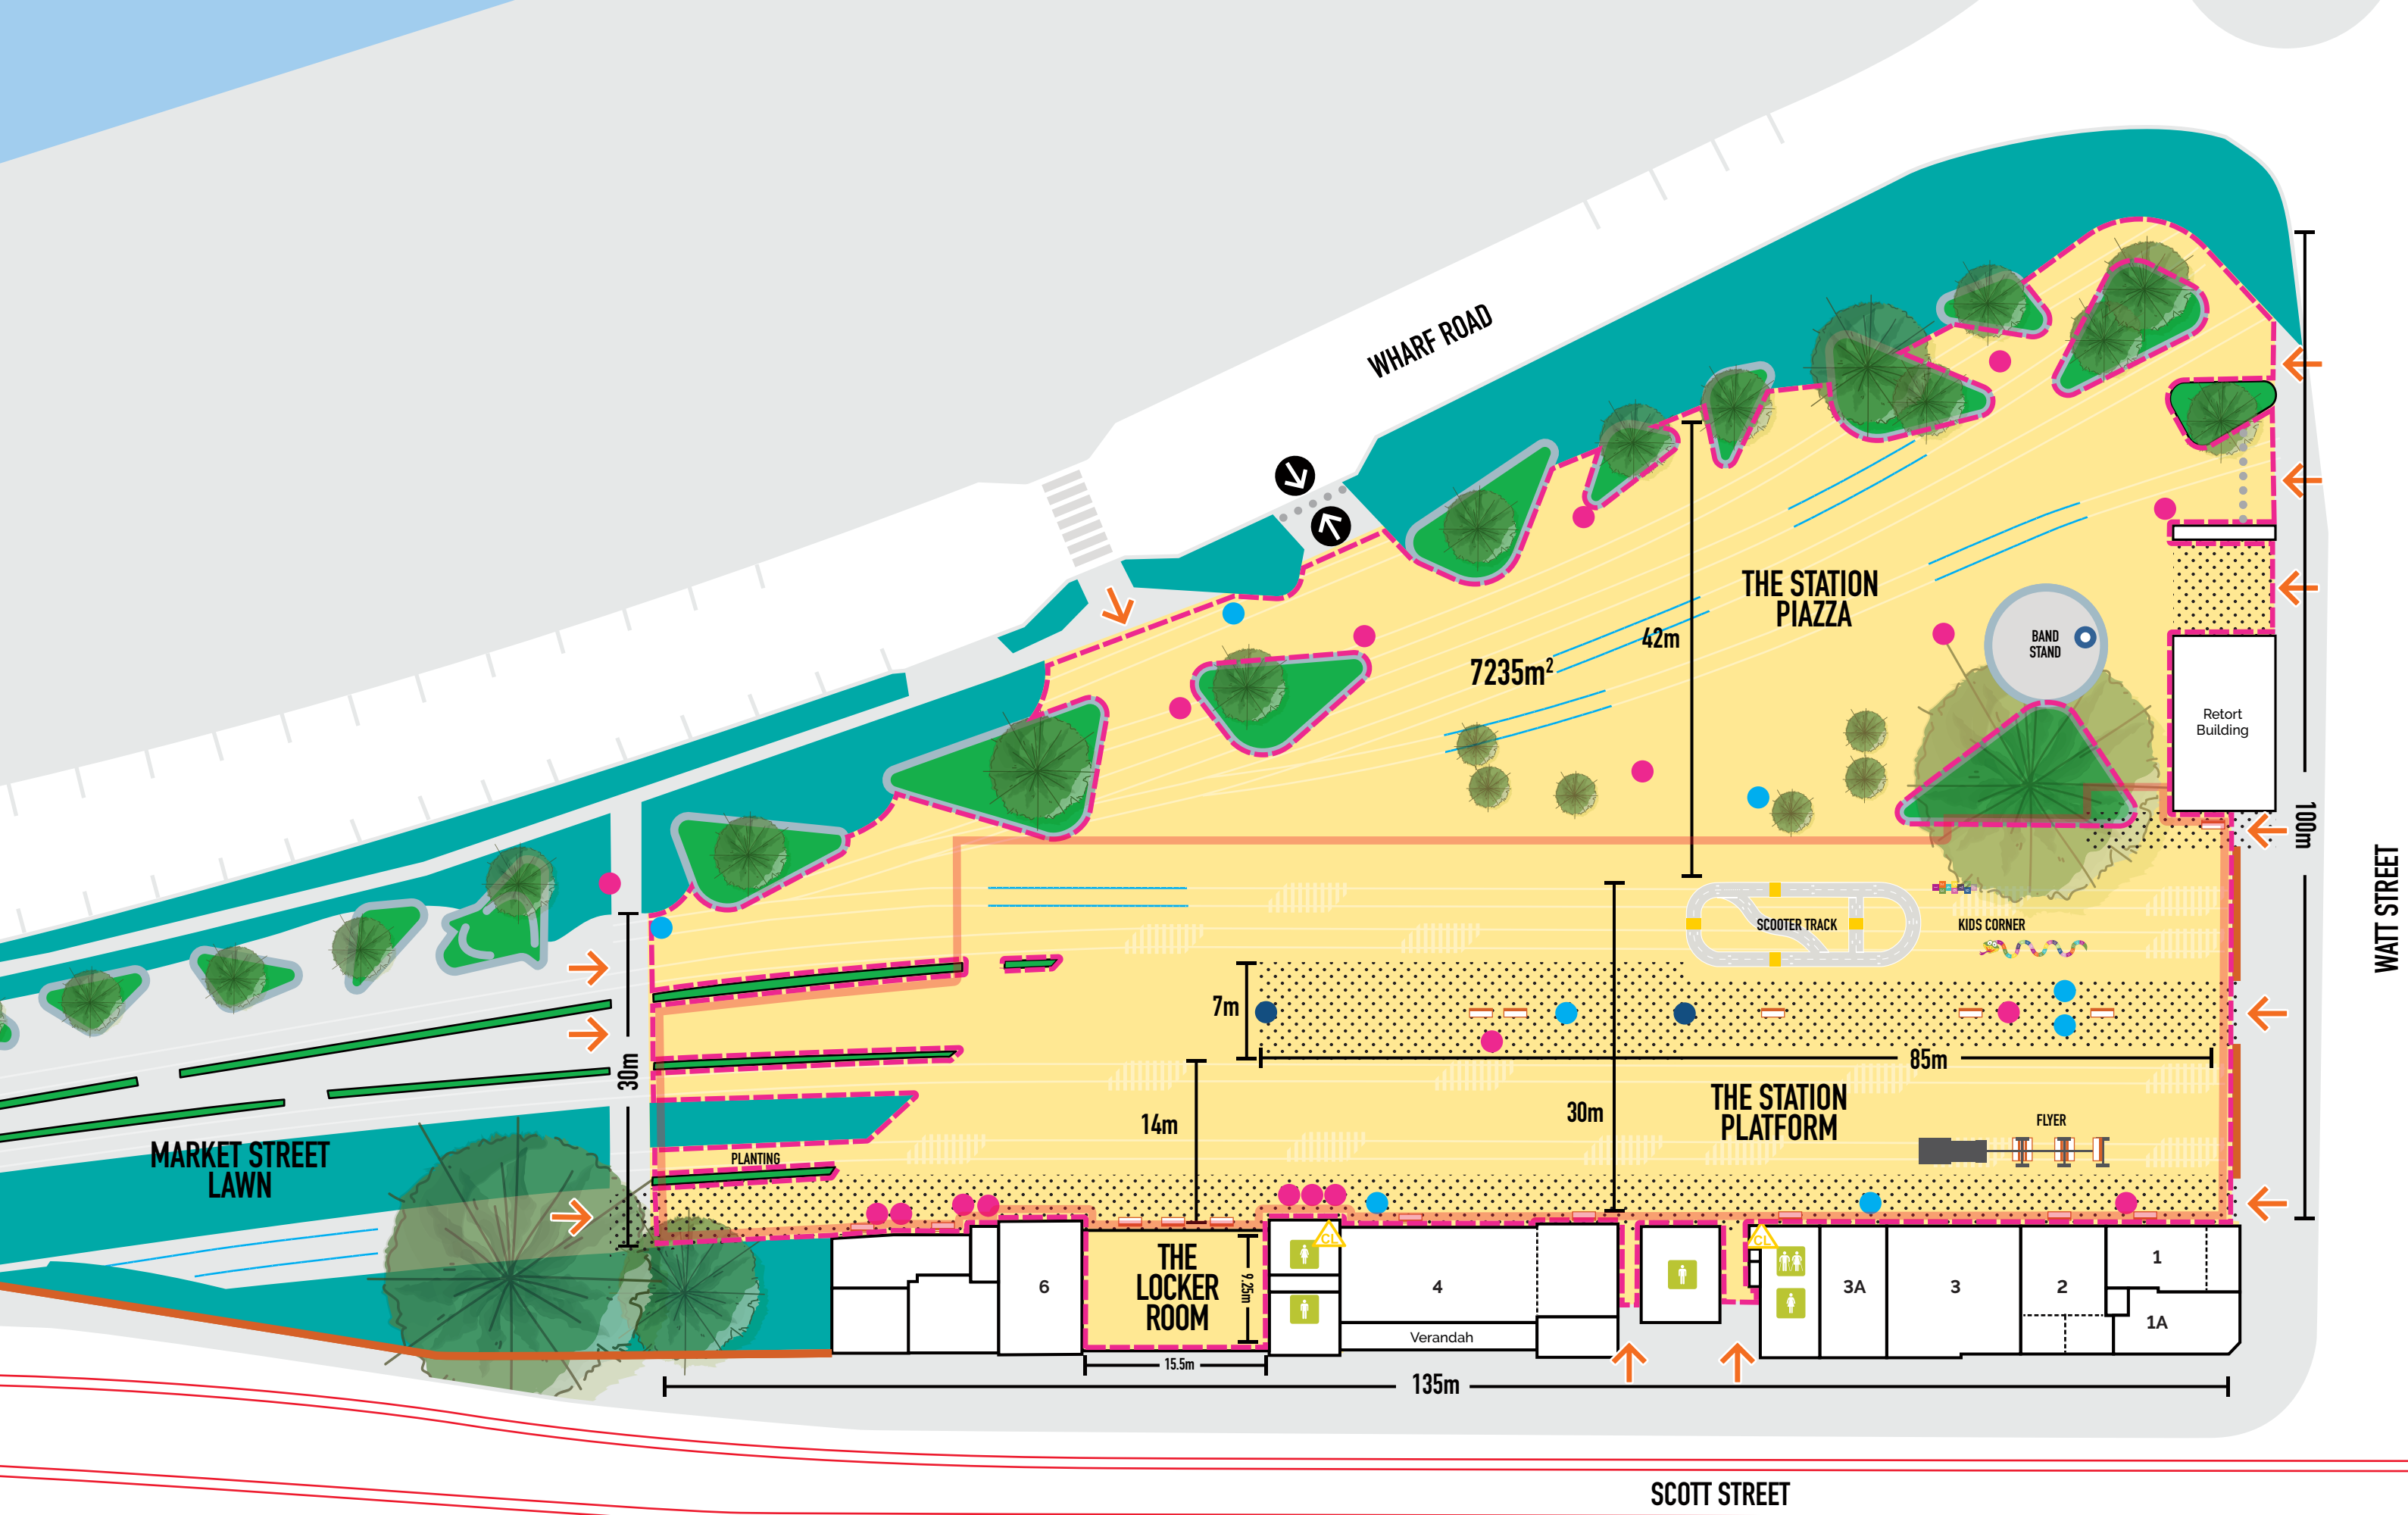 WHARF ROAD
THE STATION
PIAZZA
42m
7235m²
BAND
STAND
Retort
Building
100m
WATT STREET
SCOOTER TRACK
KIDS CORNER
7m
85m
30m
30m
14m
THE STATION
PLATFORM
FLYER
MARKET STREET
LAWN
PLANTING
6
THE
LOCKER
ROOM
9.25m
CL
4
Verandah
CL
3A
3
2
1
1A
15.5m
135m
SCOTT STREET